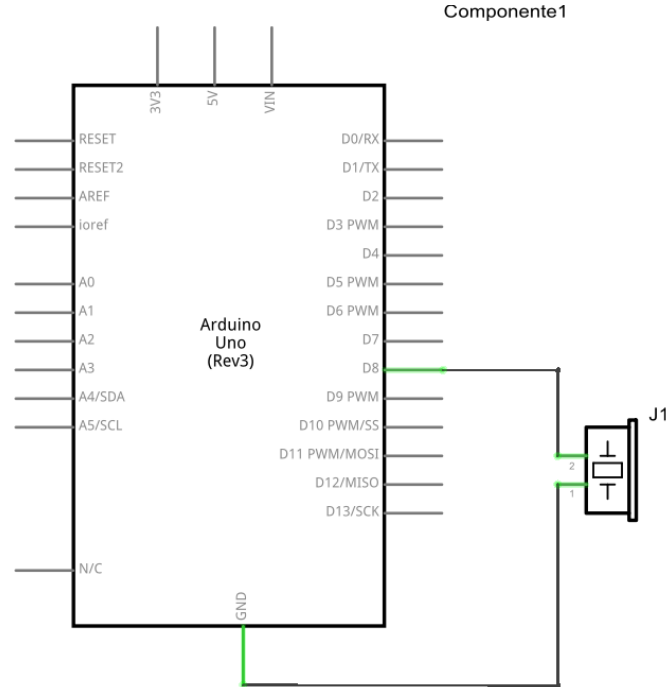 Componente1
3V3
5V
VIN
RESET
D0/RX
RESET2
D1/TX
AREF
D2
ioref
D3 PWM
D4
A0
D5 PWM
A1
D6 PWM
A2
D7
Arduino
Uno
(Rev3)
A3
D8
A4/SDA
D9 PWM
A5/SCL
D10 PWM/SS
J1
D11 PWM/MOSI
2
D12/MISO
1
D13/SCK
N/C
GND